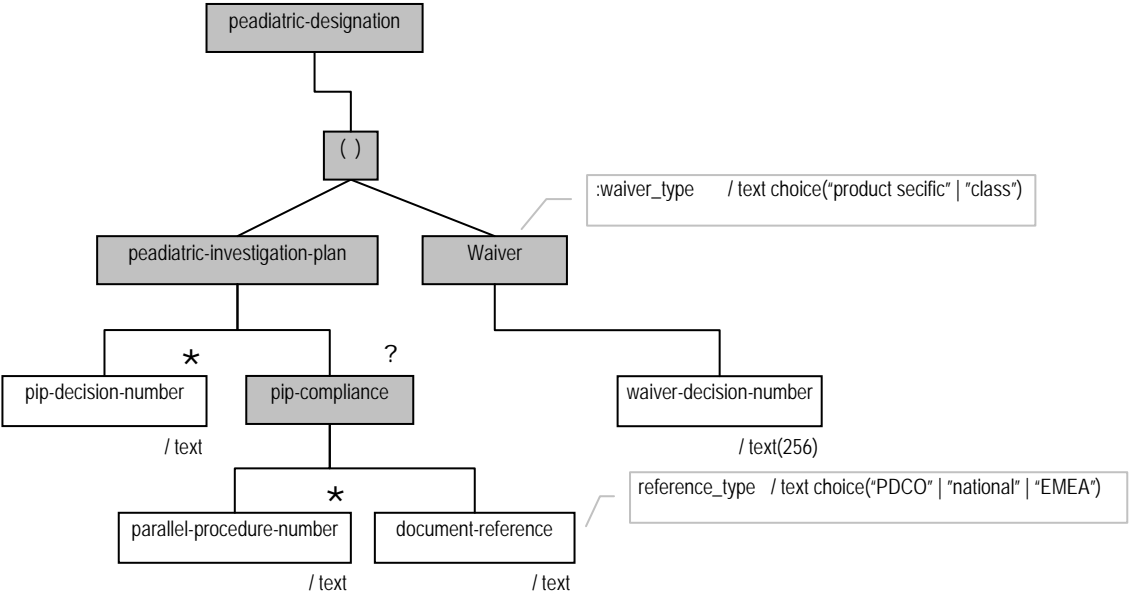 peadiatric-designation
( )
:waiver_type / text choice(“product secific” | ”class”)
peadiatric-investigation-plan
Waiver
*
?
pip-decision-number
pip-compliance
waiver-decision-number
/ text
/ text(256)
*
reference_type / text choice(“PDCO” | ”national” | “EMEA”)
parallel-procedure-number
document-reference
/ text
/ text